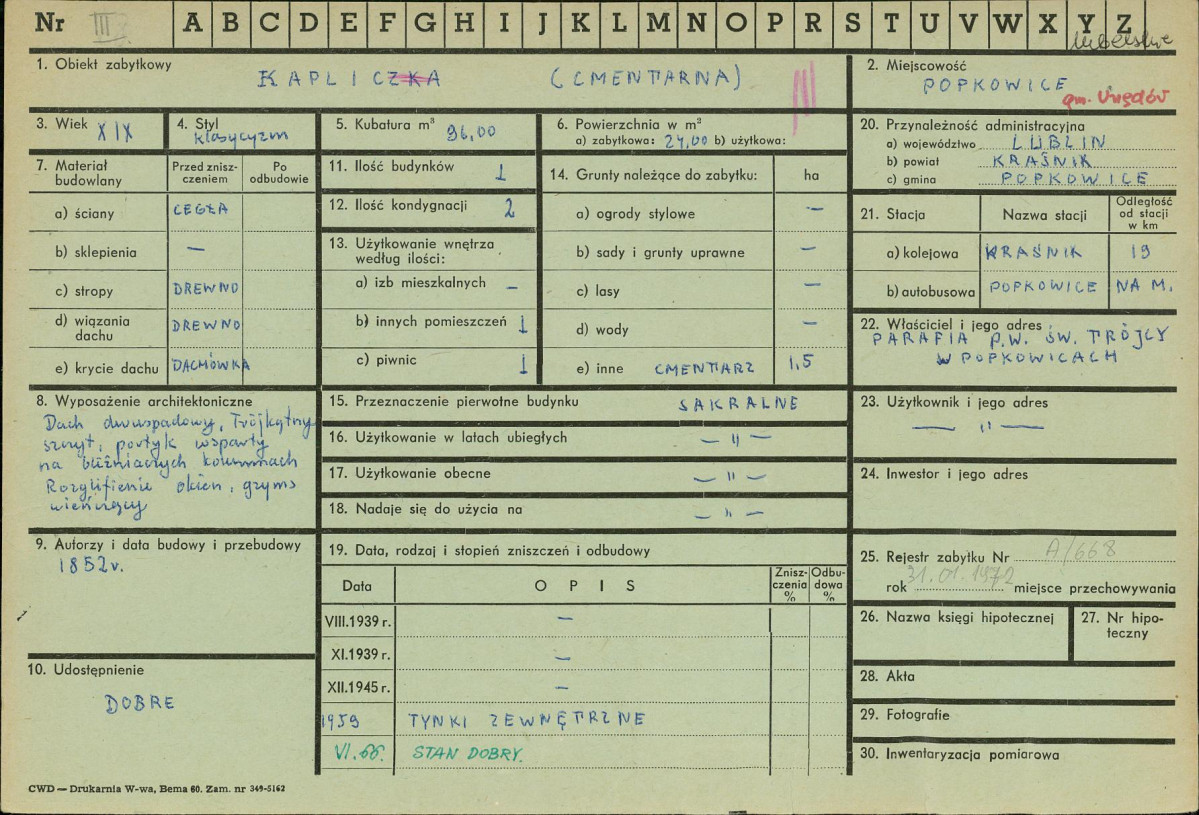 Nr III A B C D E F G H I J K L M N O P R S T U V W X Y Z
lubelskie
1. Obiekt zabytkowy KAPLICZKA (CMENTARNA) N
2. Miejscowość
POPKOWICE
gm. Urzędów
3. Wiek XIX
4. Styl
klasycyzm
5. Kubatura m³ 96,00
6. Powierzchnia w m²
a) zabytkowa: 24,00 b) użytkowa:
7. Materiał budowlany
Przed znisz-
czeniem
Po
odbudowie
a) ściany CEGŁA
b) sklepienia —
c) stropy DREWNO
d) wiązania
dachu DREWNO
e) krycie dachu DACHÓWKA
8. Wyposażenie architektoniczne
Dach dwuspadowy, Trójkątny
szczyt, portyk wsparty
na bliźniaczych kolumnach
Rozglifienie okien, gzyms
wieńczący
9. Autorzy i data budowy i przebudowy
1852 r.
10. Udostępnienie
DOBRE
11. Ilość budynków 1
12. Ilość kondygnacji 2
13. Użytkowanie wnętrza
według ilości:
a) izb mieszkalnych —
b) innych pomieszczeń 1
c) piwnic 1
14. Grunty należące do zabytku: ha
a) ogrody stylowe —
b) sady i grunty uprawne —
c) lasy —
d) wody —
e) inne CMENTARZ 1,5
15. Przeznaczenie pierwotne budynku SAKRALNE
16. Użytkowanie w latach ubiegłych — " —
17. Użytkowanie obecne — " —
18. Nadaje się do użycia na — " —
19. Data, rodzaj i stopień zniszczeń i odbudowy
Data OPIS
Znisz-
czenia
%
Odbu-
dowa
%
VIII.1939 r. —
XI.1939 r. —
XII.1945 r. —
1959 TYNKI ZEWNĘTRZNE
VI.66. STAN DOBRY.
20. Przynależność administracyjna
a) województwo LUBLIN
b) powiat KRAŚNIK
c) gmina POPKOWICE
21. Stacja Nazwa stacji
Odległość
od stacji
w km
a) kolejowa KRAŚNIK 19
b) autobusowa POPKOWICE NA M.
22. Właściciel i jego adres
PARAFIA P.W. ŚW. TRÓJCY
W POPKOWICACH
23. Użytkownik i jego adres
— " —
24. Inwestor i jego adres
25. Rejestr zabytku Nr A/668
rok 31.01.1972 miejsce przechowywania
26. Nazwa księgi hipotecznej
27. Nr hipo-
teczny
28. Akta
29. Fotografie
30. Inwentaryzacja pomiarowa
CWD — Drukarnia W-wa, Bema 60. Zam. nr 349-5162